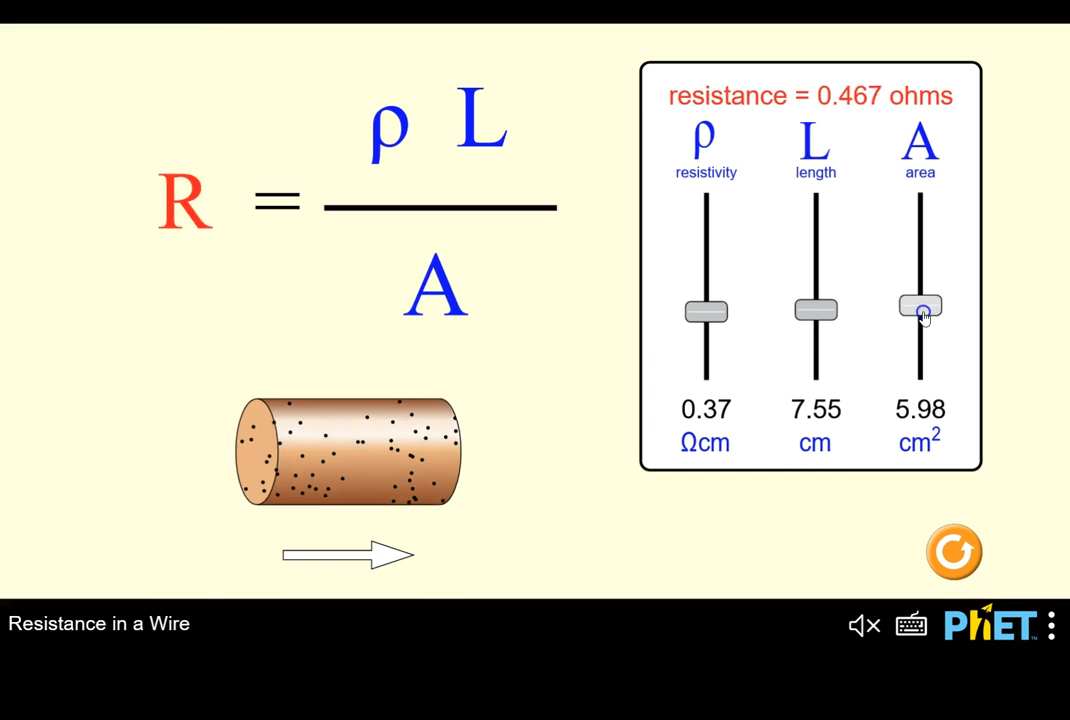 R = ρ L
A
resistance = 0.467 ohms
ρ L A
resistivity length area
0.37 7.55 5.98
Ωcm cm cm²
Resistance in a Wire
PhET